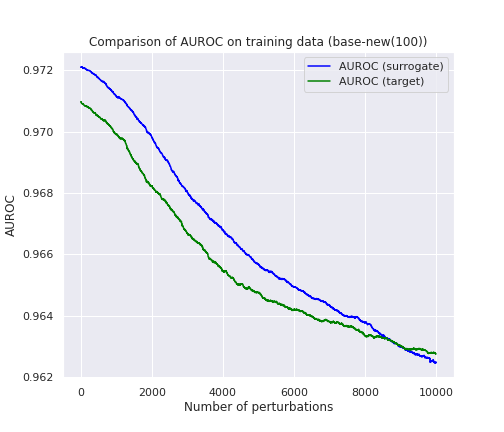 Comparison of AUROC on training data (base-new(100))
AUROC (surrogate)
AUROC (target)
0.972
0.970
0.968
0.966
0.964
0.962
AUROC
0
2000
4000
6000
8000
10000
Number of perturbations